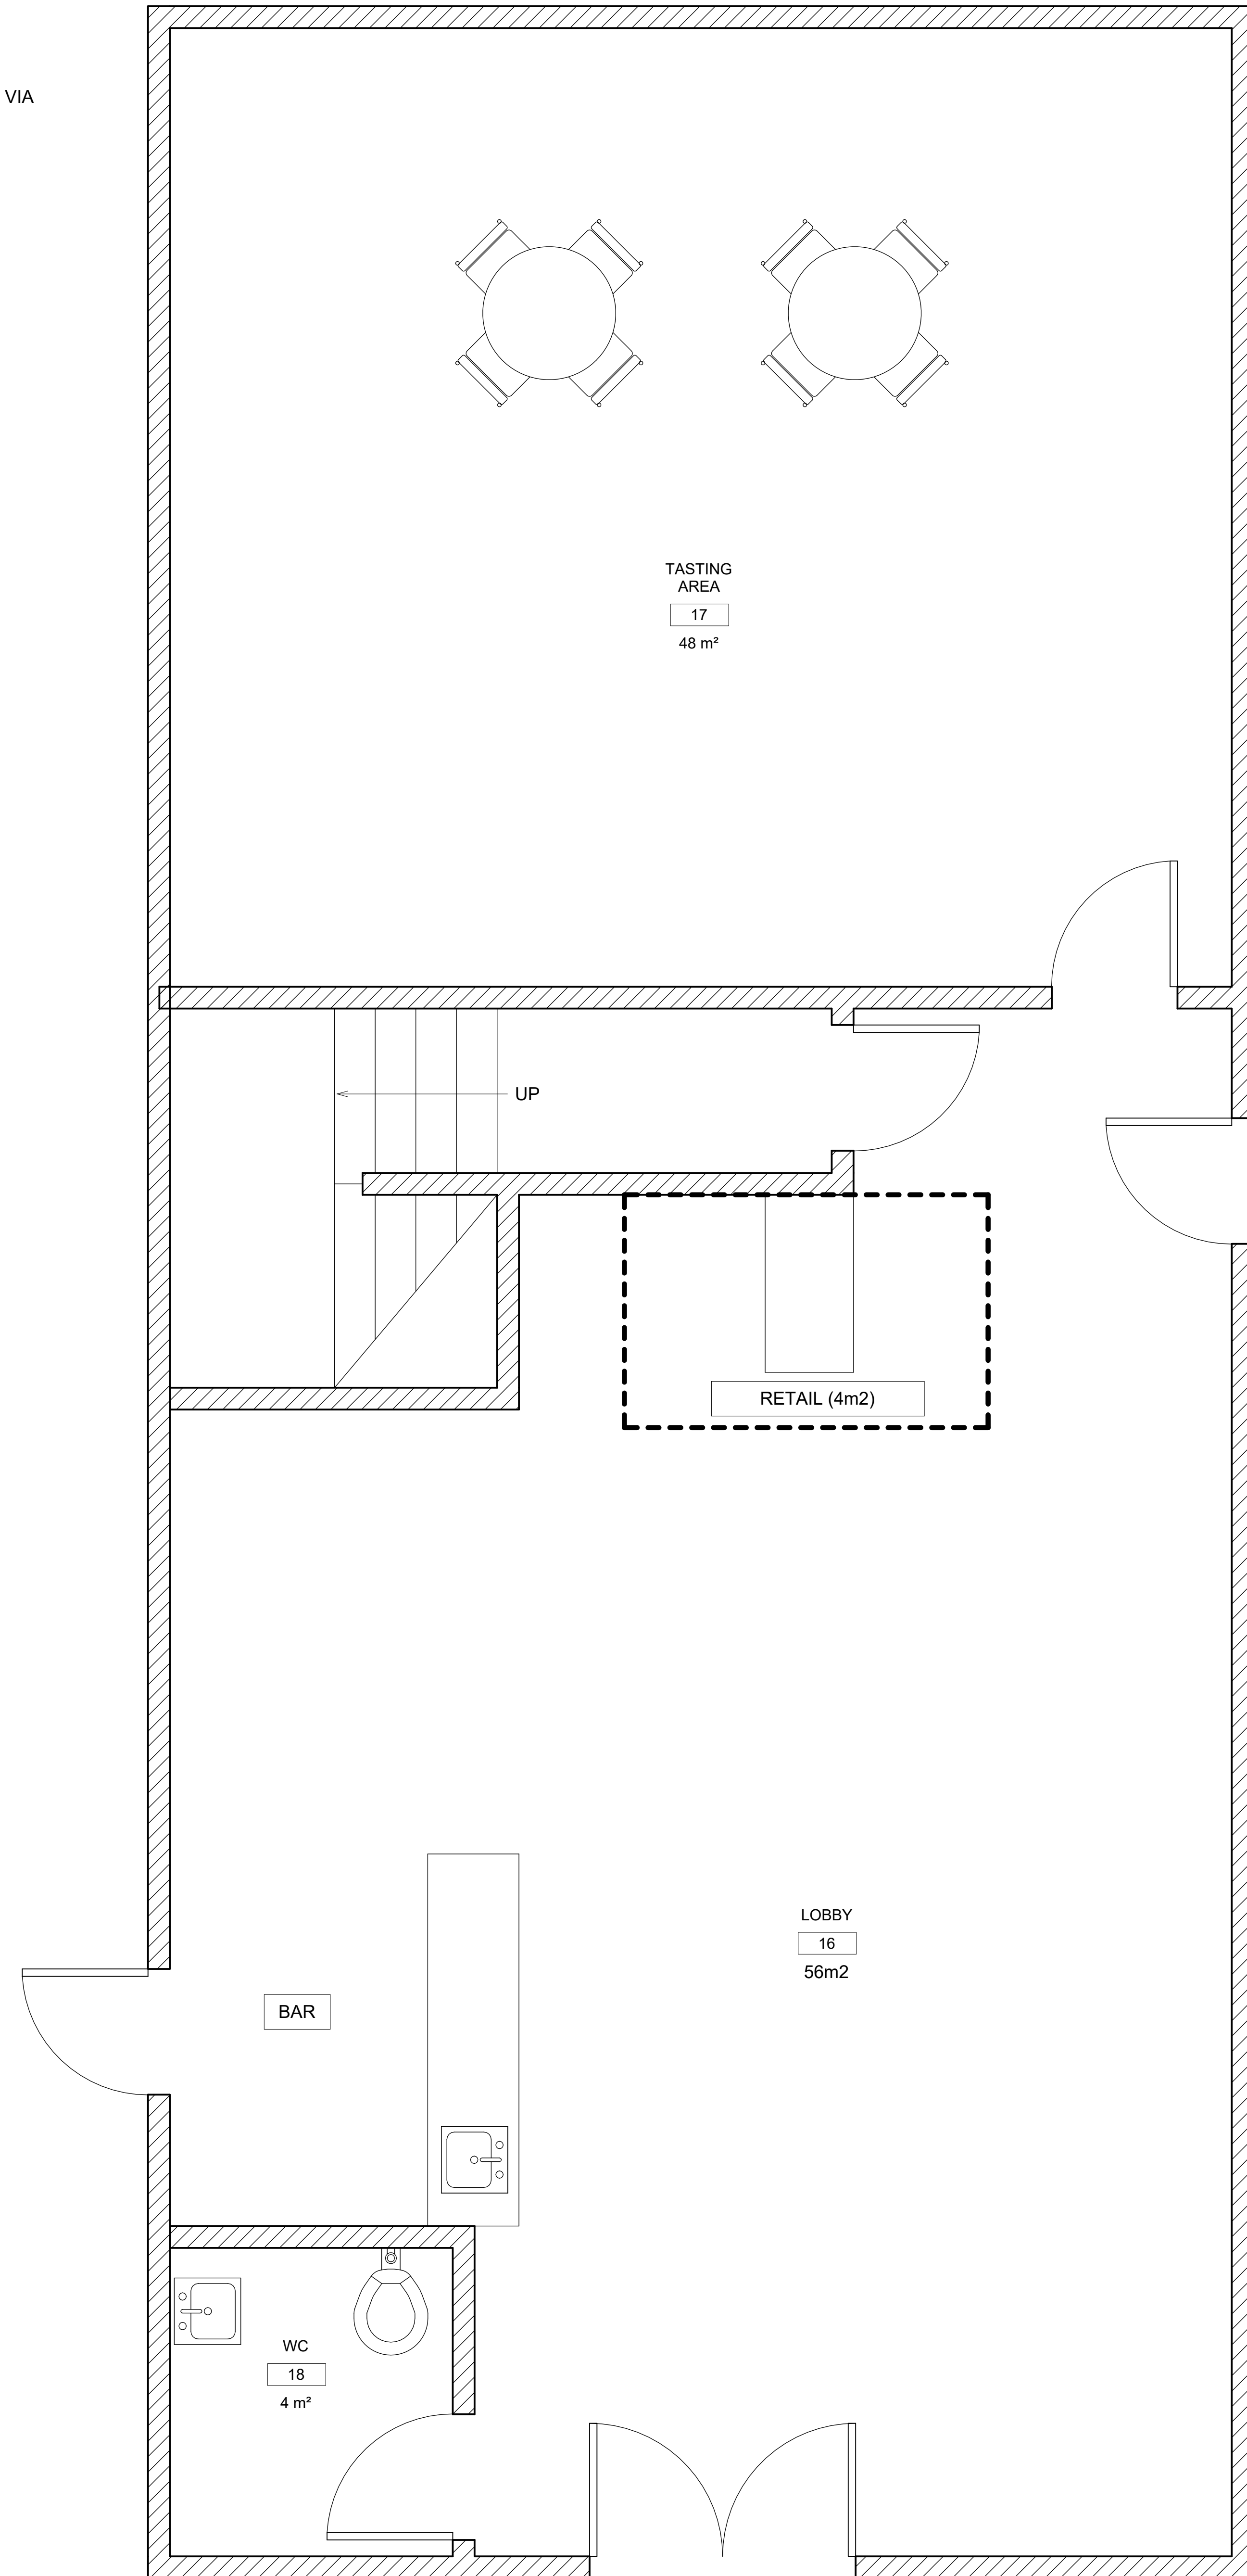 VIA
TASTING
AREA
17
48 m²
UP
RETAIL (4m2)
LOBBY
16
56m2
BAR
WC
18
4 m²